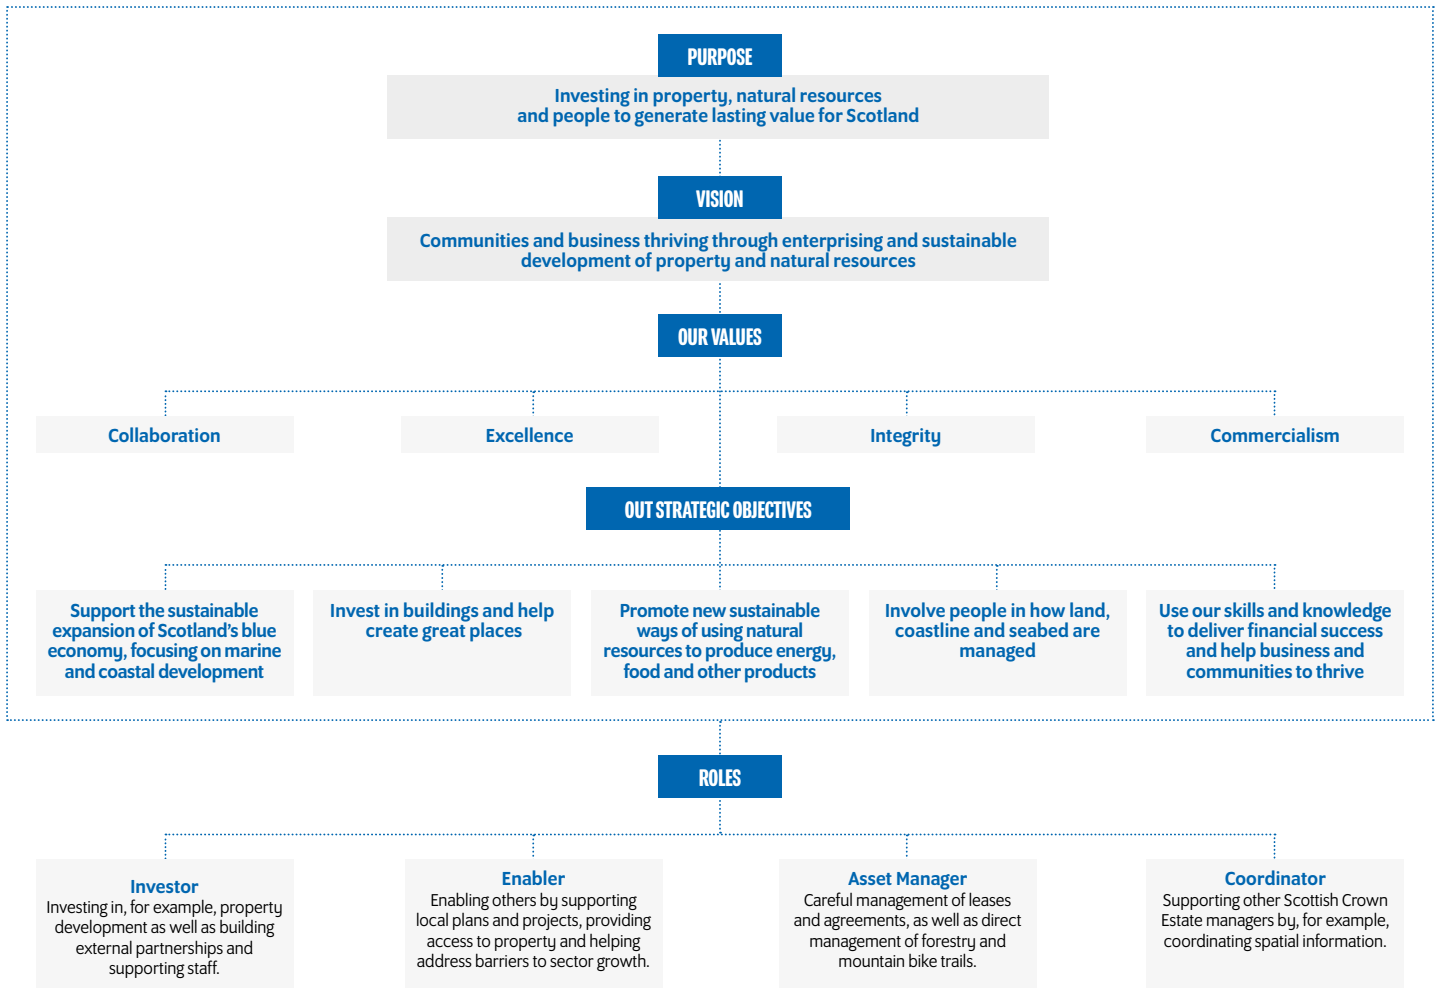 PURPOSE
Investing in property, natural resources
and people to generate lasting value for Scotland
VISION
Communities and business thriving through enterprising and sustainable
development of property and natural resources
OUR VALUES
Collaboration
Excellence
Integrity
Commercialism
OUT STRATEGIC OBJECTIVES
Support the sustainable
expansion of Scotland’s blue
economy, focusing on marine
and coastal development
Invest in buildings and help
create great places
Promote new sustainable
ways of using natural
resources to produce energy,
food and other products
Involve people in how land,
coastline and seabed are
managed
Use our skills and knowledge
to deliver financial success
and help business and
communities to thrive
ROLES
Investor
Investing in, for example, property
development as well as building
external partnerships and
supporting staff.
Enabler
Enabling others by supporting
local plans and projects, providing
access to property and helping
address barriers to sector growth.
Asset Manager
Careful management of leases
and agreements, as well as direct
management of forestry and
mountain bike trails.
Coordinator
Supporting other Scottish Crown
Estate managers by, for example,
coordinating spatial information.